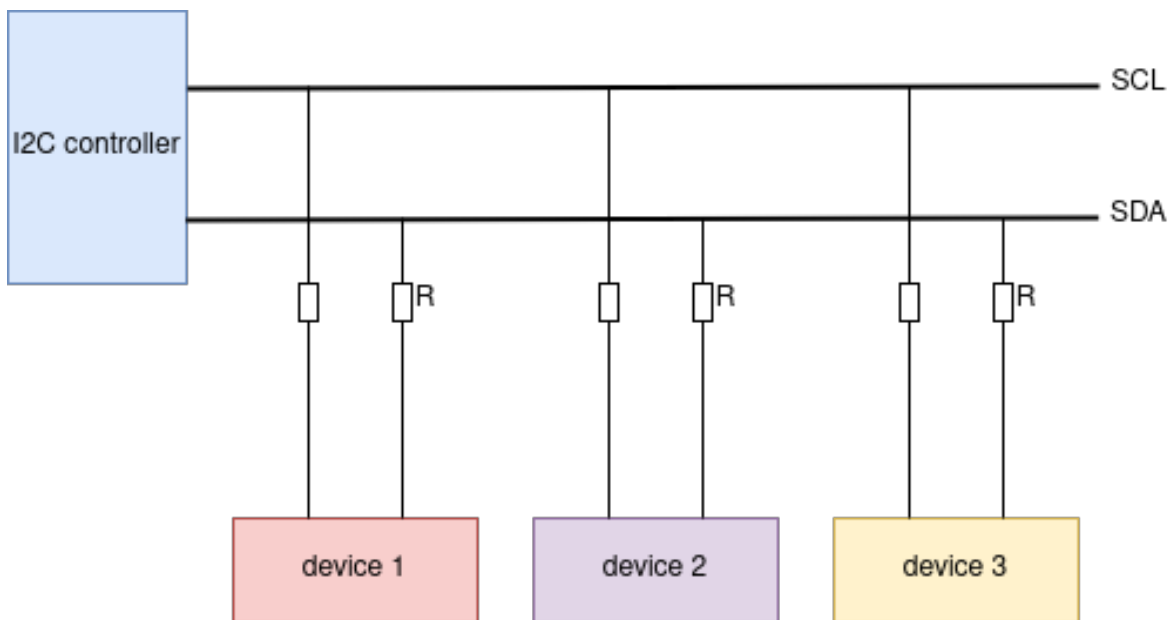 SCL
I2C controller
SDA
R
R
R
device 1
device 2
device 3